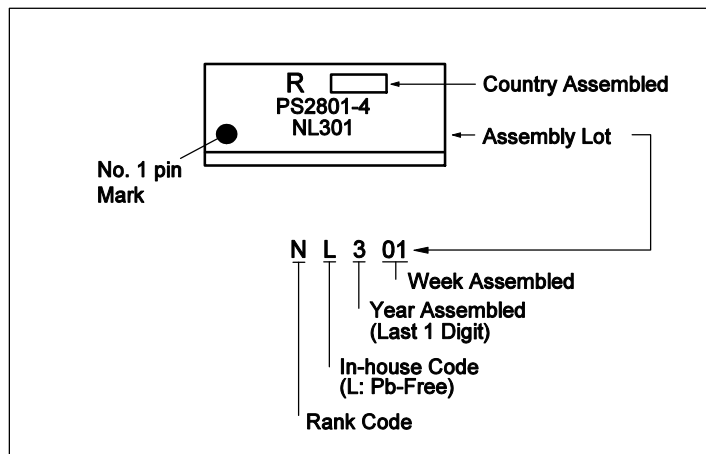 R
Country Assembled
PS2801-4
NL301
Assembly Lot
No. 1 pin
Mark
N L 3 01
Week Assembled
Year Assembled
(Last 1 Digit)
In-house Code
(L: Pb-Free)
Rank Code